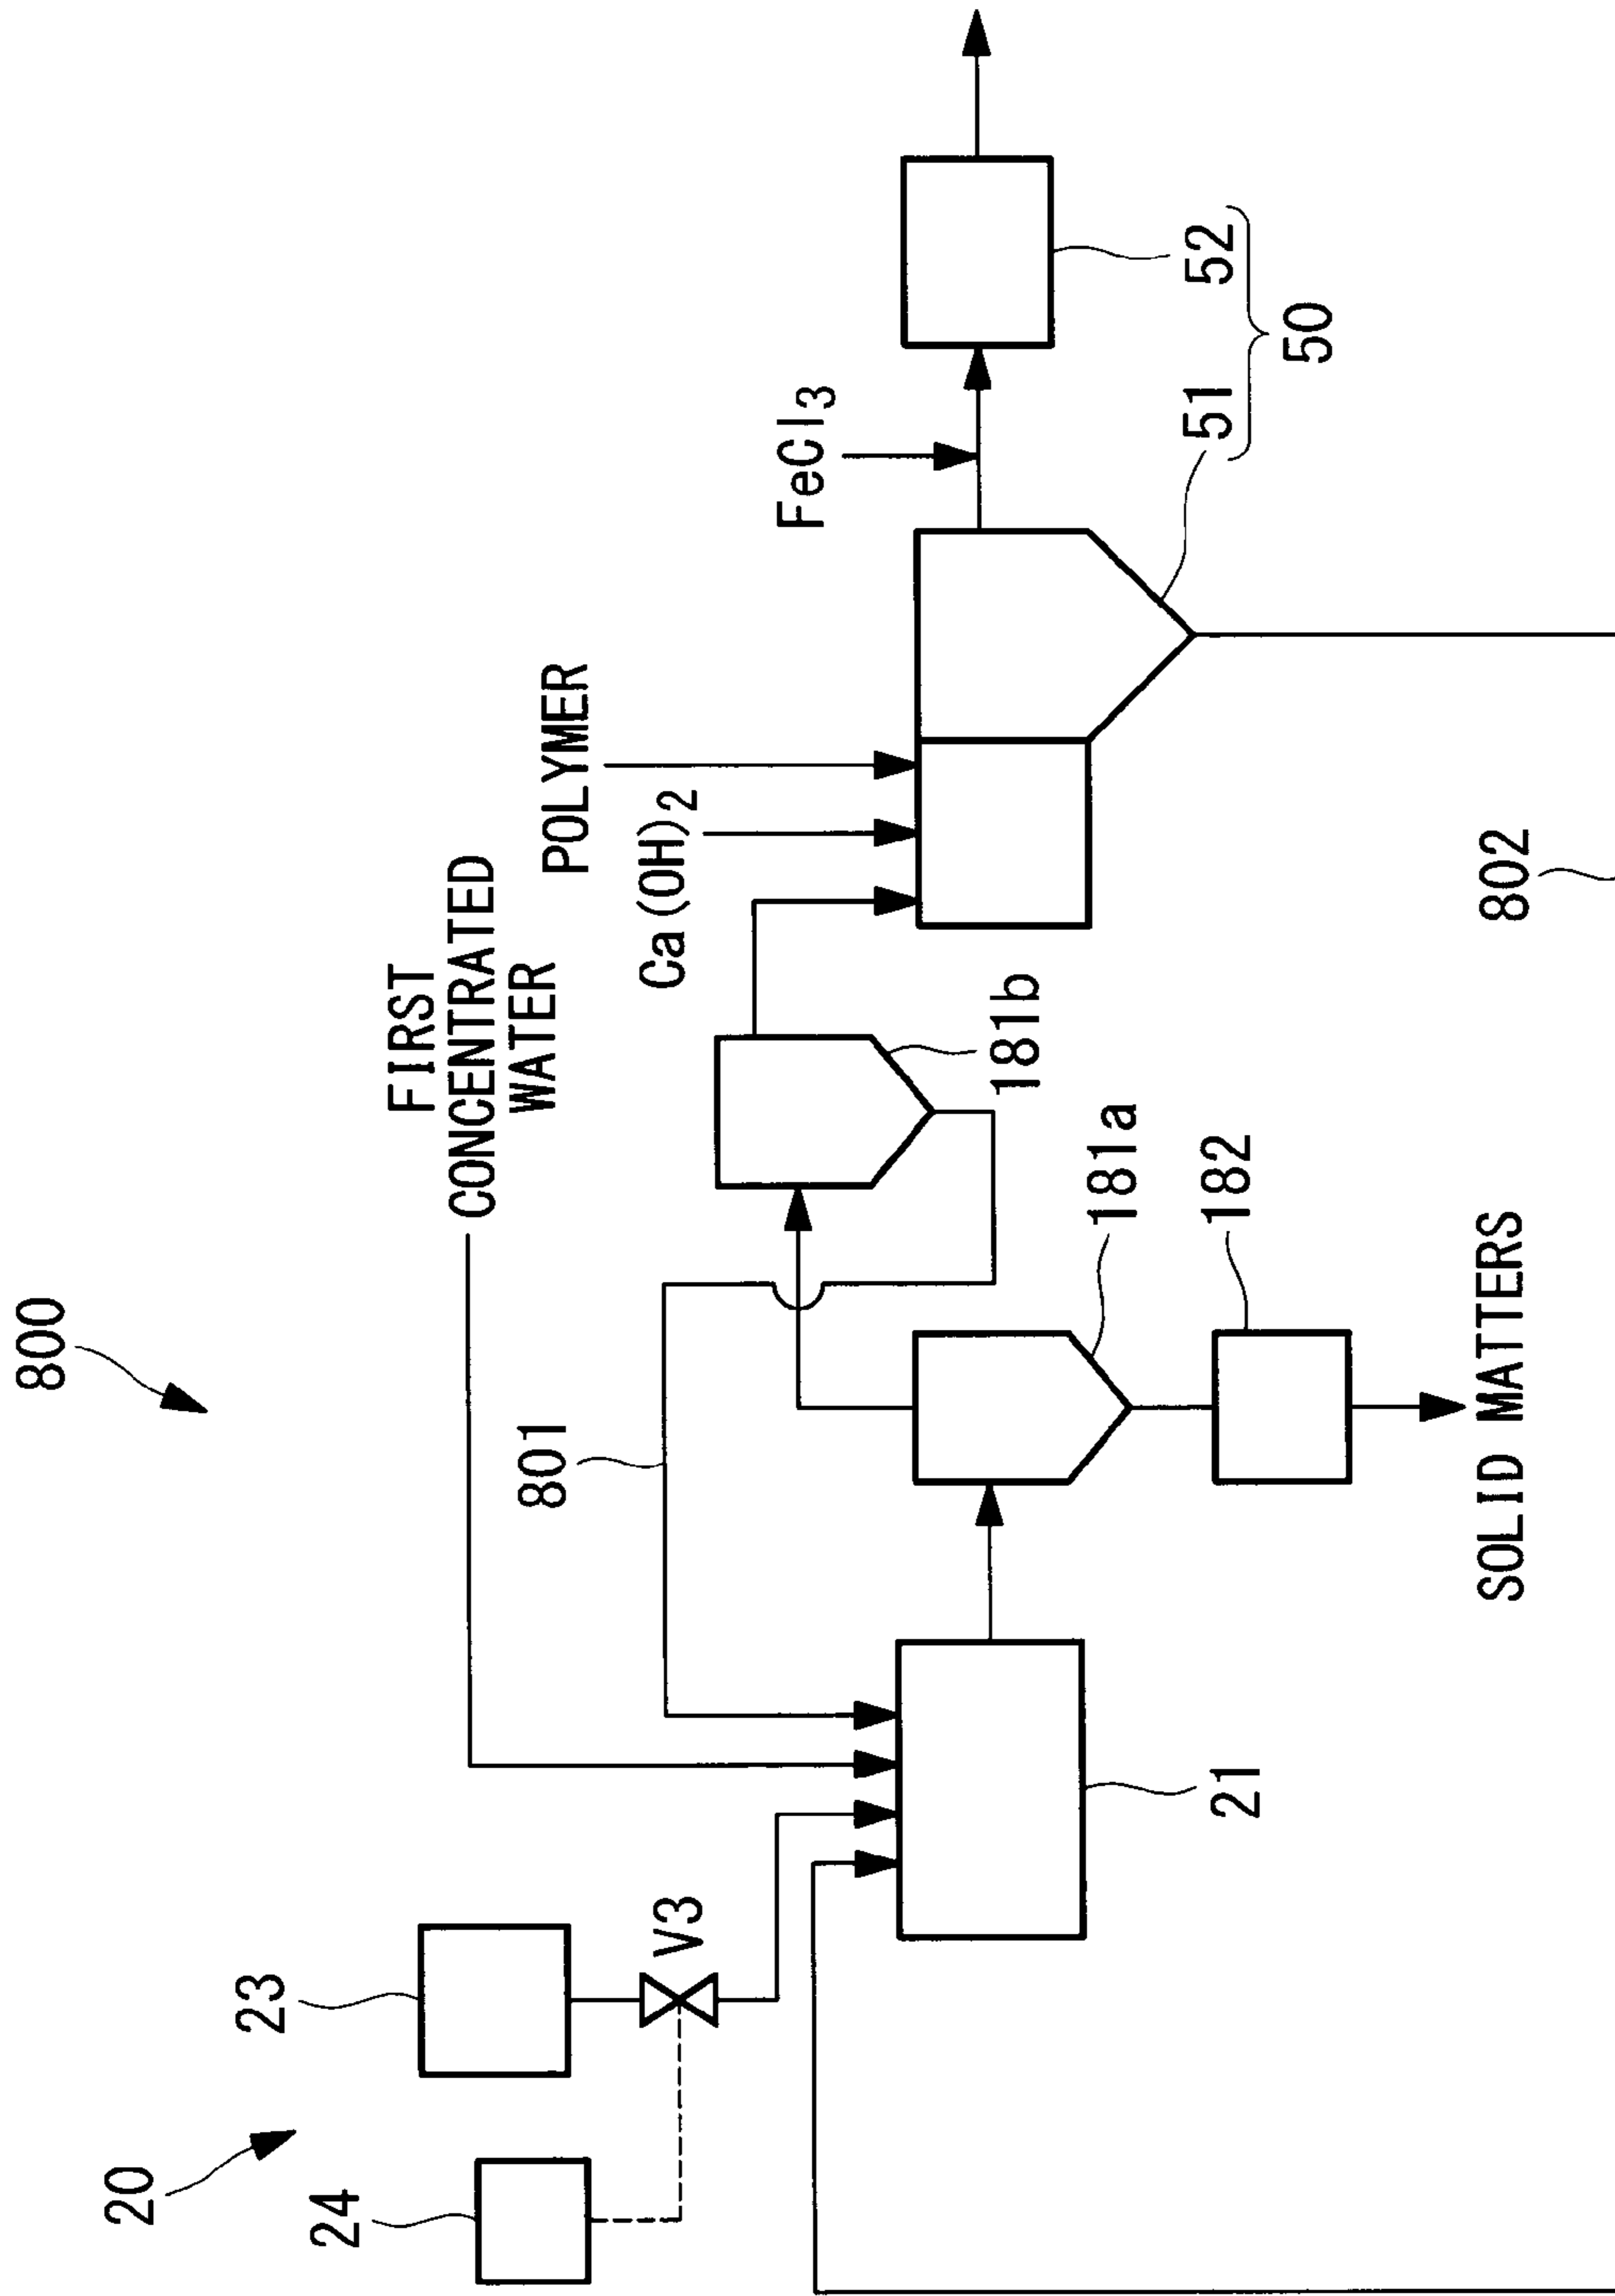 800
20
23
24
V3
FIRST
CONCENTRATED
WATER
801
POLYMER
Ca(OH)2
FeCl3
181b
181a
182
21
SOLID MATTERS
51
52
50
802